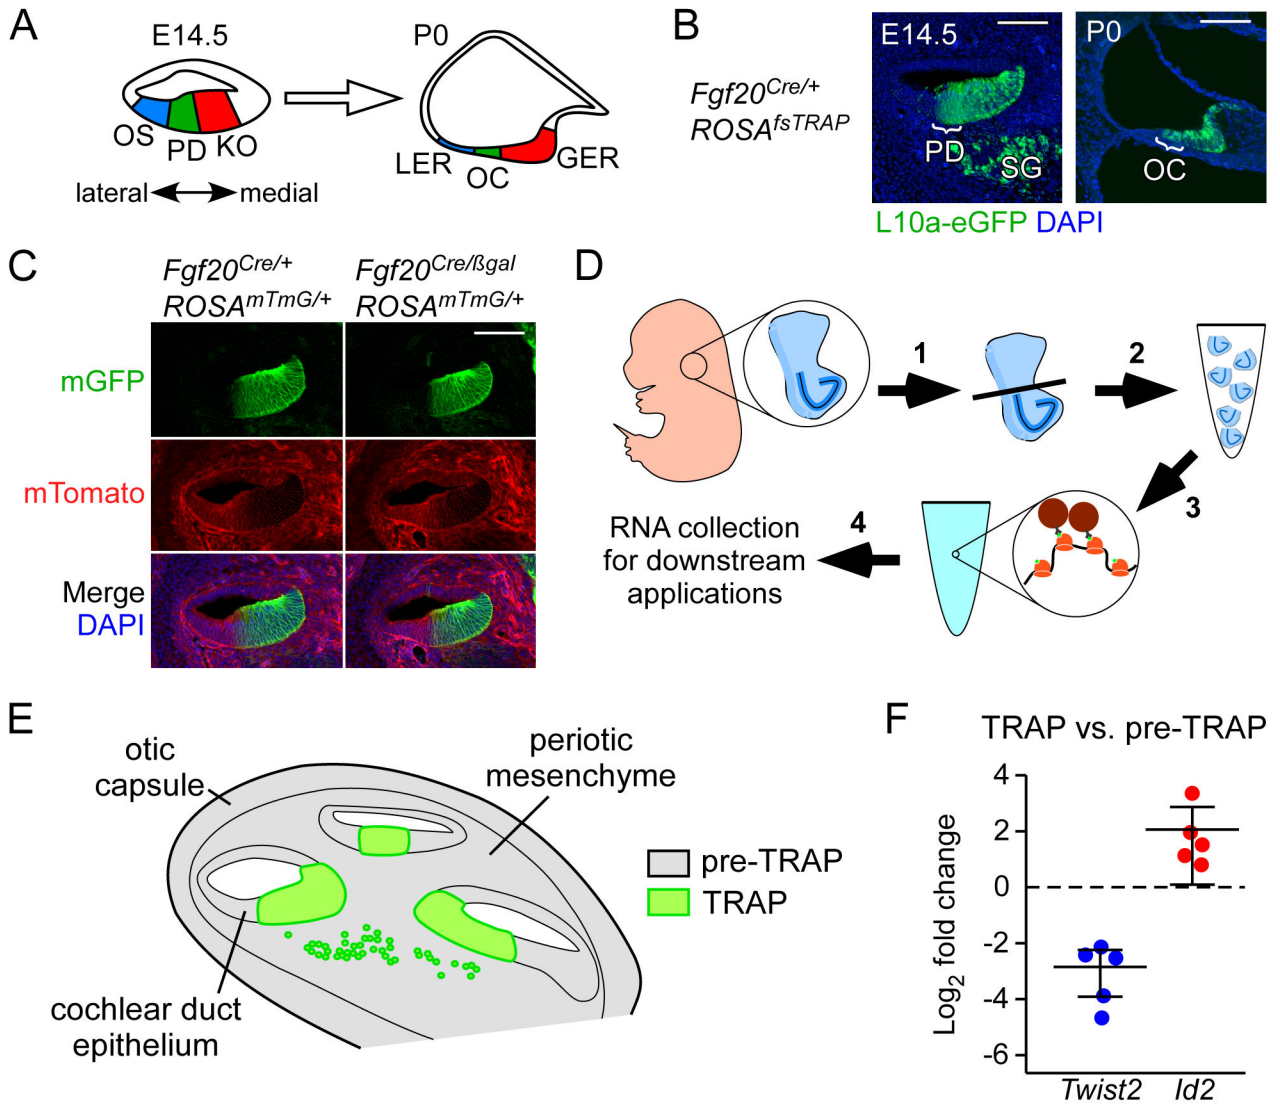 A
E14.5
P0
OS
PD
KO
LER
OC
GER
lateral
medial
B
Fgf20Cre/+
ROSAfsTRAP
E14.5
PD
SG
P0
OC
L10a-eGFP DAPI
C
Fgf20Cre/+
ROSAmTmG/+
Fgf20Cre/ßgal
ROSAmTmG/+
mGFP
mTomato
Merge
DAPI
D
1
2
3
4
RNA collection
for downstream
applications
E
otic
capsule
periotic
mesenchyme
cochlear duct
epithelium
pre-TRAP
TRAP
F
TRAP vs. pre-TRAP
Log2 fold change
4
2
0
-2
-4
-6
Twist2
Id2